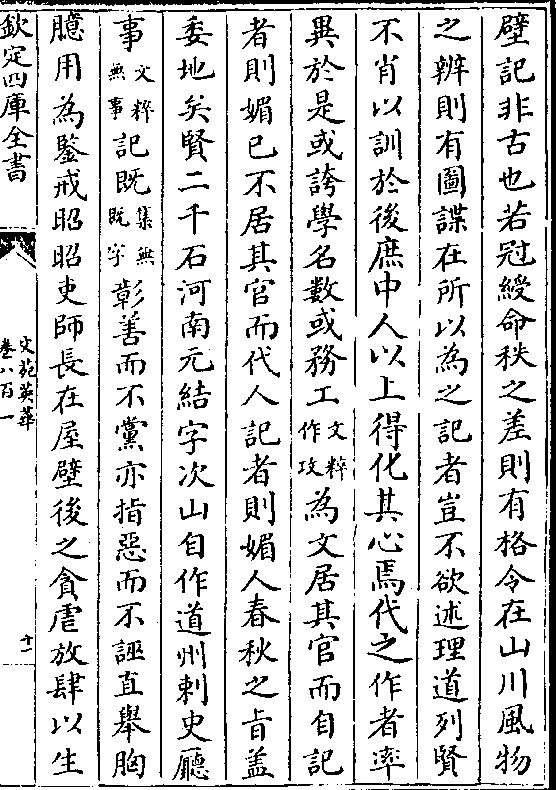 壁記非古也若冠綬命秩之差則有格令在山川風物
之辨則有圖諜在所以為之記者豈不欲述理道列賢
不肖以訓於後庶中人以上得化其心焉代之作者率
異於是或誇學名數或務工文粹作攻為文居其官而自記
者則媚已不居其官而代人記者則媚人春秋之旨盖
委地矣賢二千石河南元結字次山自作道州刺史廳
事文粹無事記既集無既字彰善而不黨亦指惡而不誣直舉胸
臆用為鑒戒昭昭吏師長在屋壁後之貪虐放肆以生
欽定四庫全書
文苑英華
卷八百一
十一